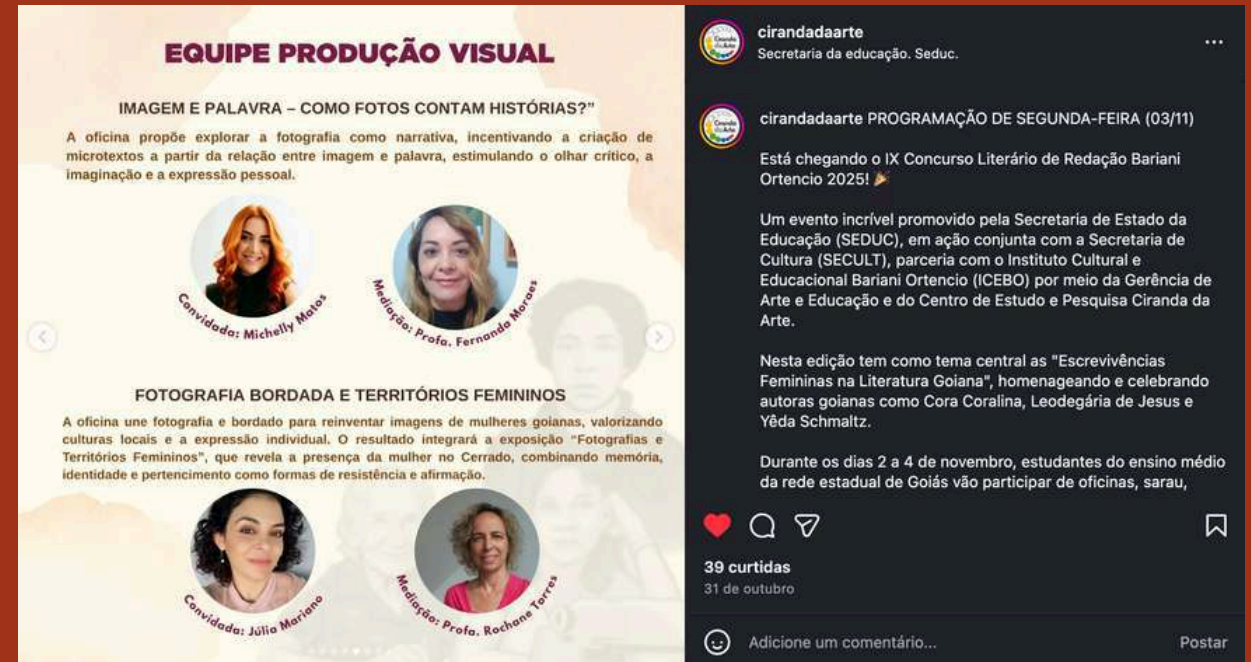 EQUIPE PRODUÇÃO VISUAL
IMAGEM E PALAVRA – COMO FOTOS CONTAM HISTÓRIAS?”
A oficina propõe explorar a fotografia como narrativa, incentivando a criação de
microtextos a partir da relação entre imagem e palavra, estimulando o olhar crítico, a
imaginação e a expressão pessoal.
Convidada: Michelly Matos
Mediação: Profa. Fernanda Moraes
FOTOGRAFIA BORDADA E TERRITÓRIOS FEMININOS
A oficina une fotografia e bordado para reinventar imagens de mulheres goianas, valorizando
culturas locais e a expressão individual. O resultado integrará a exposição “Fotografias e
Territórios Femininos”, que revela a presença da mulher no Cerrado, combinando memória,
identidade e pertencimento como formas de resistência e afirmação.
Convidada: Júlia Mariano
Mediação: Profa. Rochane Torres
Ciranda da Arte
cirandadaarte
Secretaria da educação. Seduc.
Ciranda da Arte
cirandadaarte PROGRAMAÇÃO DE SEGUNDA-FEIRA (03/11)
Está chegando o IX Concurso Literário de Redação Bariani
Ortencio 2025! 🎉
Um evento incrível promovido pela Secretaria de Estado da
Educação (SEDUC), em ação conjunta com a Secretaria de
Cultura (SECULT), parceria com o Instituto Cultural e
Educacional Bariani Ortencio (ICEBO) por meio da Gerência de
Arte e Educação e do Centro de Estudo e Pesquisa Ciranda da
Arte.
Nesta edição tem como tema central as "Escrevivências
Femininas na Literatura Goiana", homenageando e celebrando
autoras goianas como Cora Coralina, Leodegária de Jesus e
Yêda Schmaltz.
Durante os dias 2 a 4 de novembro, estudantes do ensino médio
da rede estadual de Goiás vão participar de oficinas, sarau,
39 curtidas
31 de outubro
Adicione um comentário...
Postar